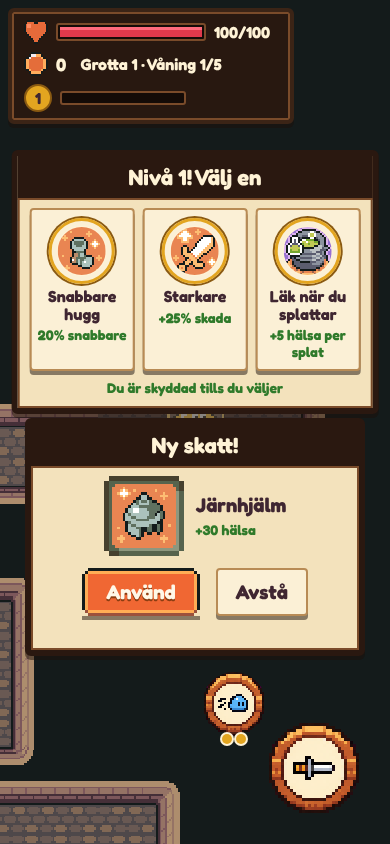 100/100
0 Grotta 1 · Våning 1/5
1
Nivå 1! Välj en
Snabbare hugg
20% snabbare
Starkare
+25% skada
Läk när du splattar
+5 hälsa per splat
Du är skyddad tills du väljer
Ny skatt!
Järnhjälm
+30 hälsa
Använd
Avstå